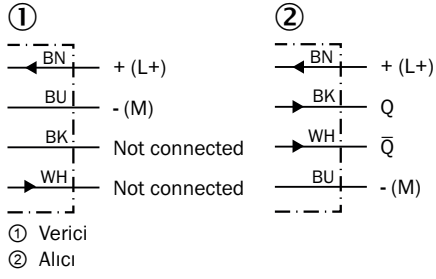 ① ②
BN + (L+)
BU - (M)
BK Not connected
WH Not connected
BN + (L+)
BK Q
WH Q̅
BU - (M)
① Verici
② Alıcı